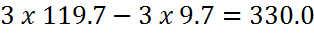 3 x 119.7 − 3 x 9.7 = 330.0